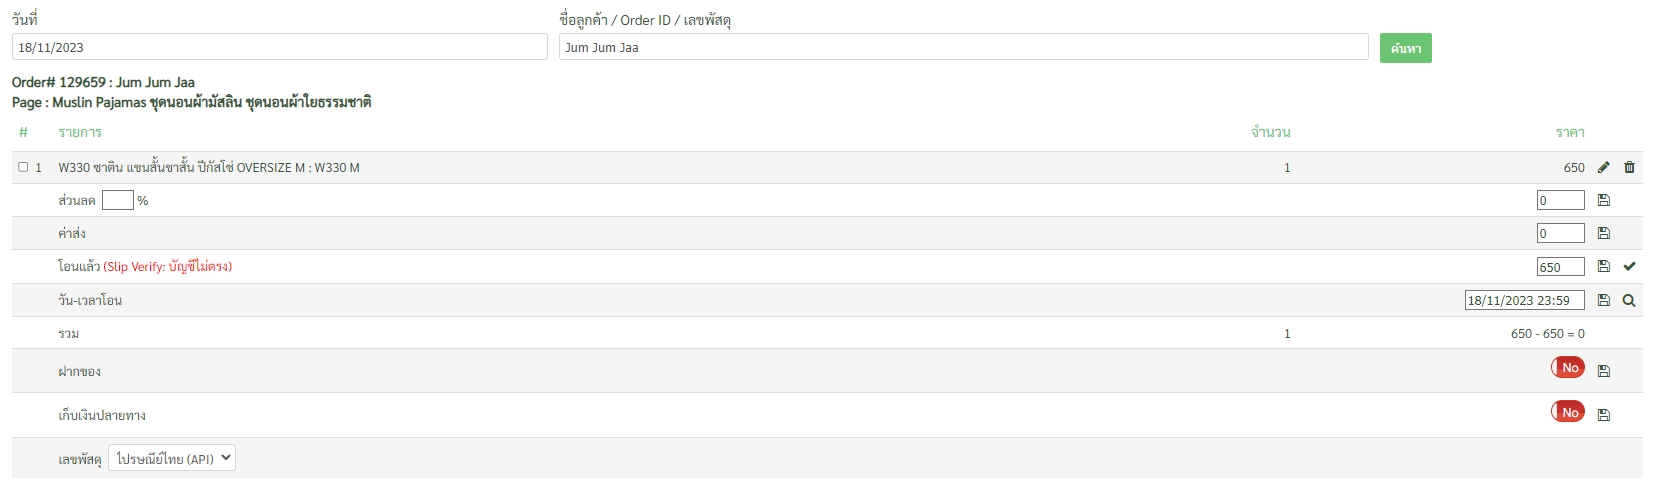 วันที่ ชื่อลูกค้า / Order ID / เลขพัสดุ
18/11/2023 Jum Jum Jaa ค้นหา
Order# 129659 : Jum Jum Jaa
Page : Muslin Pajamas ชุดนอนผ้ามัสลิน ชุดนอนผ้าใยธรรมชาติ
# รายการ จำนวน ราคา
1 W330 ซาติน แขนสั้นขาสั้น ปีกัสโซ่ OVERSIZE M : W330 M 1 650
ส่วนลด % 0
ค่าส่ง 0
โอนแล้ว (Slip Verify: บัญชีไม่ตรง) 650
วัน-เวลาโอน 18/11/2023 23:59
รวม 1 650 - 650 = 0
ฝากของ No
เก็บเงินปลายทาง No
เลขพัสดุ ไปรษณีย์ไทย (API)